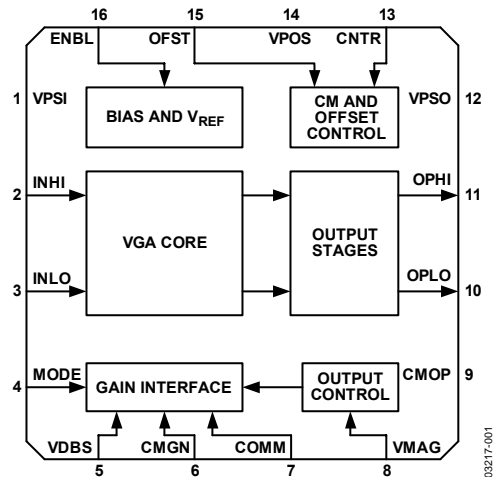 16 15 14 13
ENBL OFST VPOS CNTR
1 VPSI
BIAS AND VREF
CM AND
OFFSET
CONTROL
VPSO 12
2 INHI
OPHI 11
VGA CORE
OUTPUT
STAGES
3 INLO
OPLO 10
4 MODE
GAIN INTERFACE
OUTPUT
CONTROL
CMOP 9
VDBS CMGN COMM VMAG
5 6 7 8
03217-001